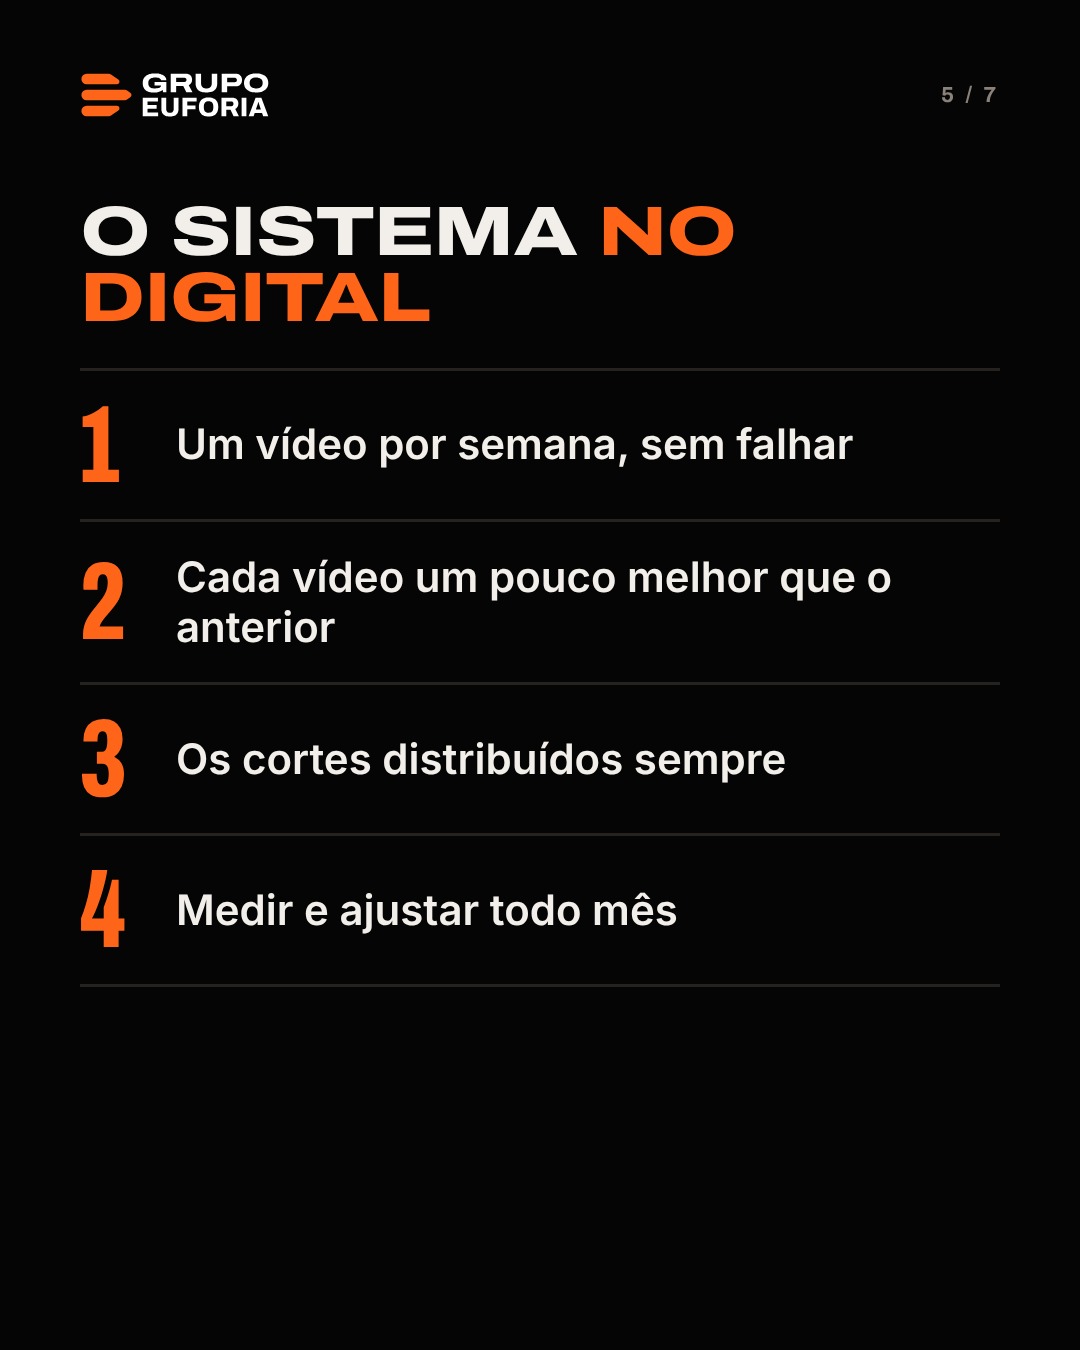 GRUPO
EUFORIA
5 / 7
O SISTEMA NO
DIGITAL
1
Um vídeo por semana, sem falhar
2
Cada vídeo um pouco melhor que o
anterior
3
Os cortes distribuídos sempre
4
Medir e ajustar todo mês